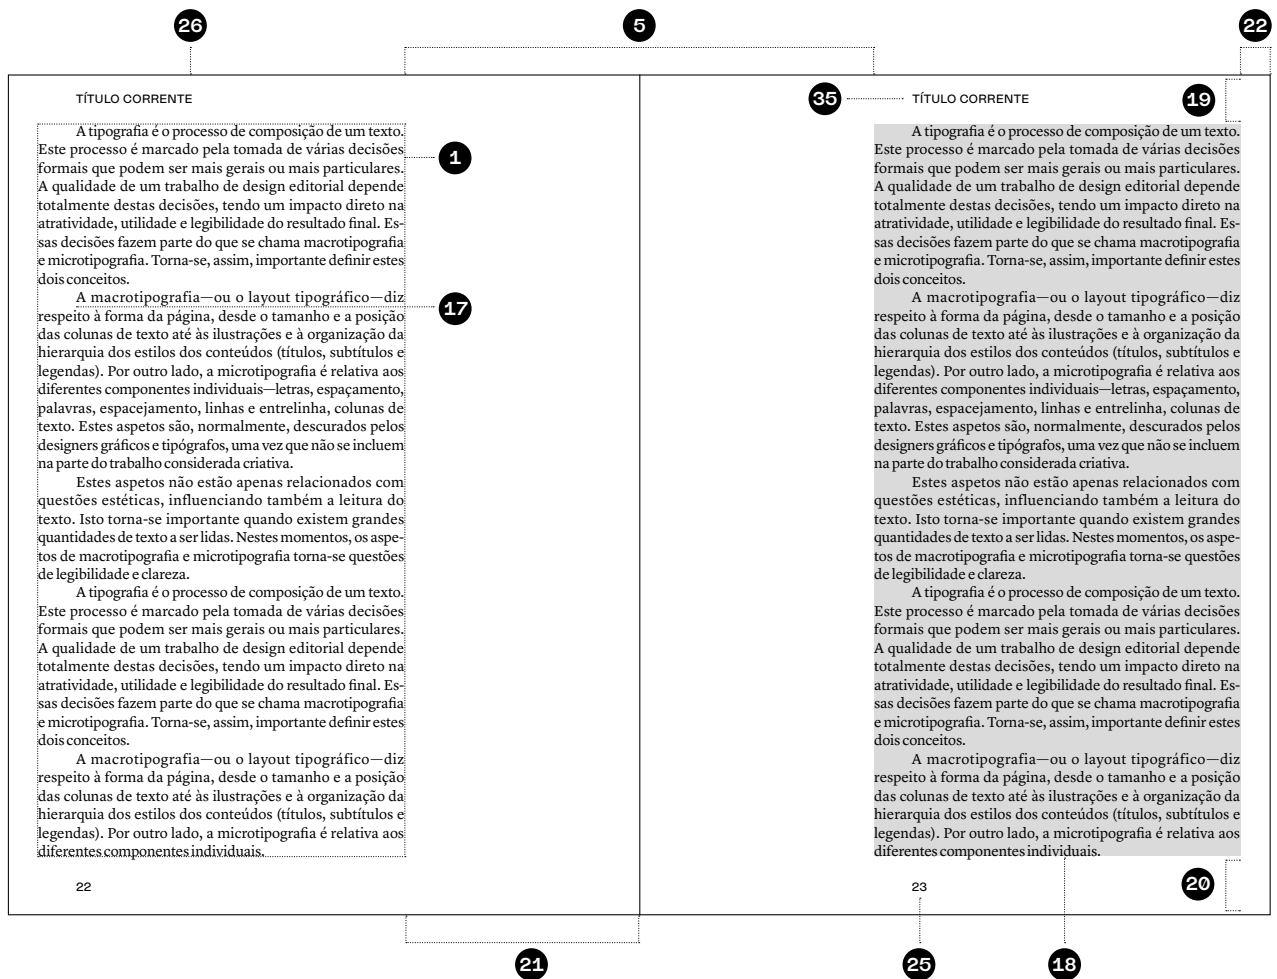 26
5
22
TÍTULO CORRENTE
A tipografia é o processo de composição de um texto.
Este processo é marcado pela tomada de várias decisões
formais que podem ser mais gerais ou mais particulares.
A qualidade de um trabalho de design editorial depende
totalmente destas decisões, tendo um impacto direto na
atratividade, utilidade e legibilidade do resultado final. Es-
sas decisões fazem parte do que se chama macrotipografia
e microtipografia. Torna-se, assim, importante definir estes
dois conceitos.
A macrotipografia—ou o layout tipográfico—diz
respeito à forma da página, desde o tamanho e a posição
das colunas de texto até às ilustrações e à organização da
hierarquia dos estilos dos conteúdos (títulos, subtítulos e
legendas). Por outro lado, a microtipografia é relativa aos
diferentes componentes individuais—letras, espaçamento,
palavras, espacejamento, linhas e entrelinha, colunas de
texto. Estes aspetos são, normalmente, descurados pelos
designers gráficos e tipógrafos, uma vez que não se incluem
na parte do trabalho considerada criativa.
Estes aspetos não estão apenas relacionados com
questões estéticas, influenciando também a leitura do
texto. Isto torna-se importante quando existem grandes
quantidades de texto a ser lidas. Nestes momentos, os aspe-
tos de macrotipografia e microtipografia torna-se questões
de legibilidade e clareza.
A tipografia é o processo de composição de um texto.
Este processo é marcado pela tomada de várias decisões
formais que podem ser mais gerais ou mais particulares.
A qualidade de um trabalho de design editorial depende
totalmente destas decisões, tendo um impacto direto na
atratividade, utilidade e legibilidade do resultado final. Es-
sas decisões fazem parte do que se chama macrotipografia
e microtipografia. Torna-se, assim, importante definir estes
dois conceitos.
A macrotipografia—ou o layout tipográfico—diz
respeito à forma da página, desde o tamanho e a posição
das colunas de texto até às ilustrações e à organização da
hierarquia dos estilos dos conteúdos (títulos, subtítulos e
legendas). Por outro lado, a microtipografia é relativa aos
diferentes componentes individuais.
22
1
17
35
TÍTULO CORRENTE
19
A tipografia é o processo de composição de um texto.
Este processo é marcado pela tomada de várias decisões
formais que podem ser mais gerais ou mais particulares.
A qualidade de um trabalho de design editorial depende
totalmente destas decisões, tendo um impacto direto na
atratividade, utilidade e legibilidade do resultado final. Es-
sas decisões fazem parte do que se chama macrotipografia
e microtipografia. Torna-se, assim, importante definir estes
dois conceitos.
A macrotipografia—ou o layout tipográfico—diz
respeito à forma da página, desde o tamanho e a posição
das colunas de texto até às ilustrações e à organização da
hierarquia dos estilos dos conteúdos (títulos, subtítulos e
legendas). Por outro lado, a microtipografia é relativa aos
diferentes componentes individuais—letras, espaçamento,
palavras, espacejamento, linhas e entrelinha, colunas de
texto. Estes aspetos são, normalmente, descurados pelos
designers gráficos e tipógrafos, uma vez que não se incluem
na parte do trabalho considerada criativa.
Estes aspetos não estão apenas relacionados com
questões estéticas, influenciando também a leitura do
texto. Isto torna-se importante quando existem grandes
quantidades de texto a ser lidas. Nestes momentos, os aspe-
tos de macrotipografia e microtipografia torna-se questões
de legibilidade e clareza.
A tipografia é o processo de composição de um texto.
Este processo é marcado pela tomada de várias decisões
formais que podem ser mais gerais ou mais particulares.
A qualidade de um trabalho de design editorial depende
totalmente destas decisões, tendo um impacto direto na
atratividade, utilidade e legibilidade do resultado final. Es-
sas decisões fazem parte do que se chama macrotipografia
e microtipografia. Torna-se, assim, importante definir estes
dois conceitos.
A macrotipografia—ou o layout tipográfico—diz
respeito à forma da página, desde o tamanho e a posição
das colunas de texto até às ilustrações e à organização da
hierarquia dos estilos dos conteúdos (títulos, subtítulos e
legendas). Por outro lado, a microtipografia é relativa aos
diferentes componentes individuais.
23
20
21
25
18